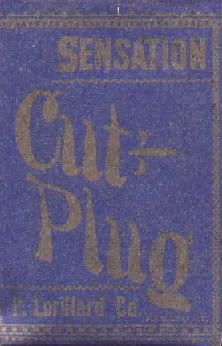 SENSATION
Cut-
Plug
P. Lorillard Co.